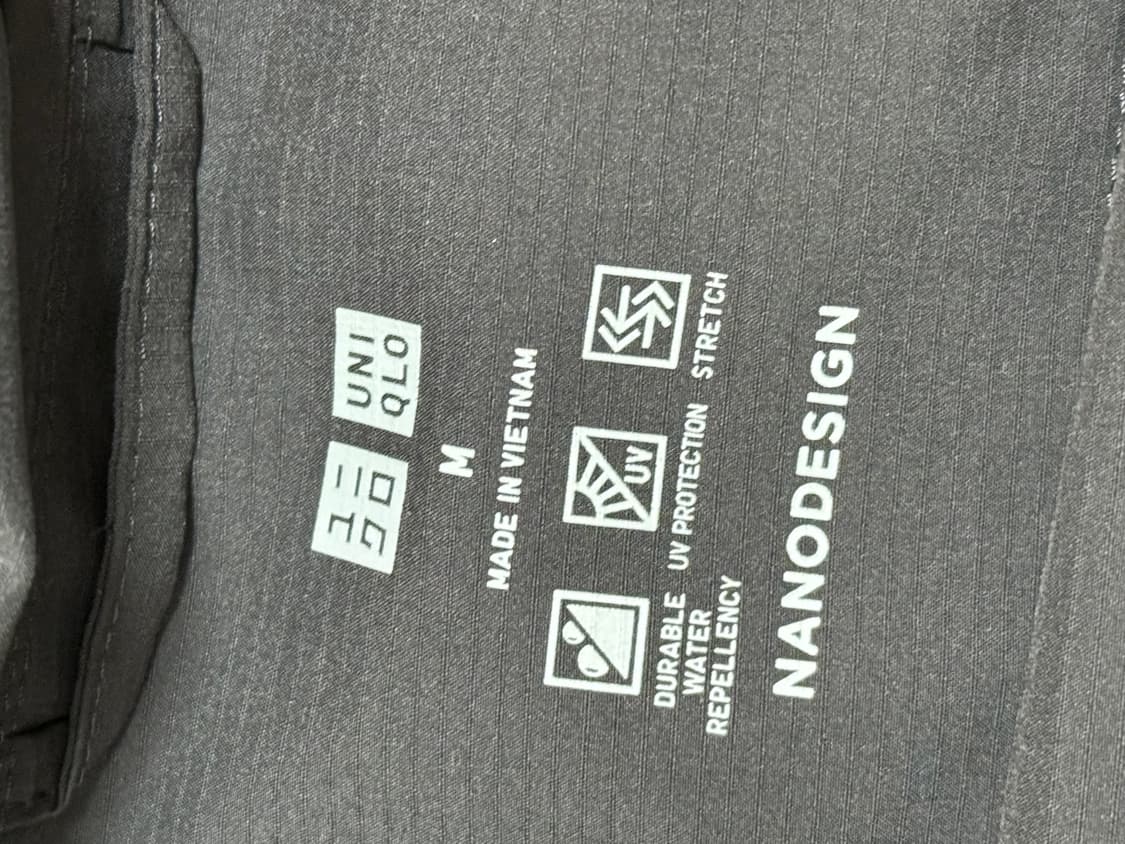 ユニ
クロ
UNI
QLO
M
MADE IN VIETNAM
UV
DURABLE
WATER
REPELLENCY
UV PROTECTION
STRETCH
NANODESIGN